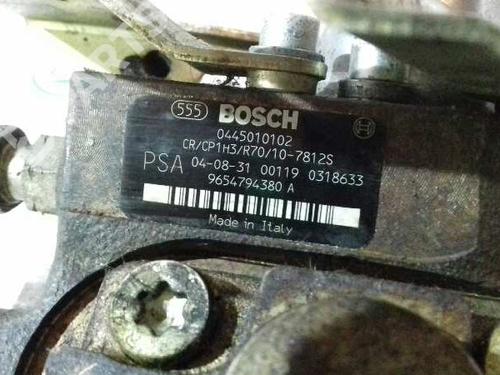 555 BOSCH
0445010102
CR/CP1H3/R70/10-7812S
PSA 04-08-31 00119 0318633
9654794380 A
Made in Italy